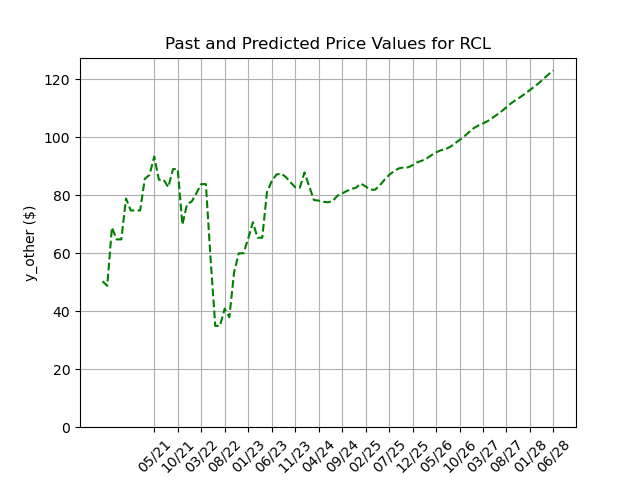 Past and Predicted Price Values for RCL
y_other ($)
120
100
80
60
40
20
0
05/21 10/21 03/22 08/22 01/23 06/23 11/23 04/24 09/24 02/25 07/25 12/25 05/26 10/26 03/27 08/27 01/28 06/28